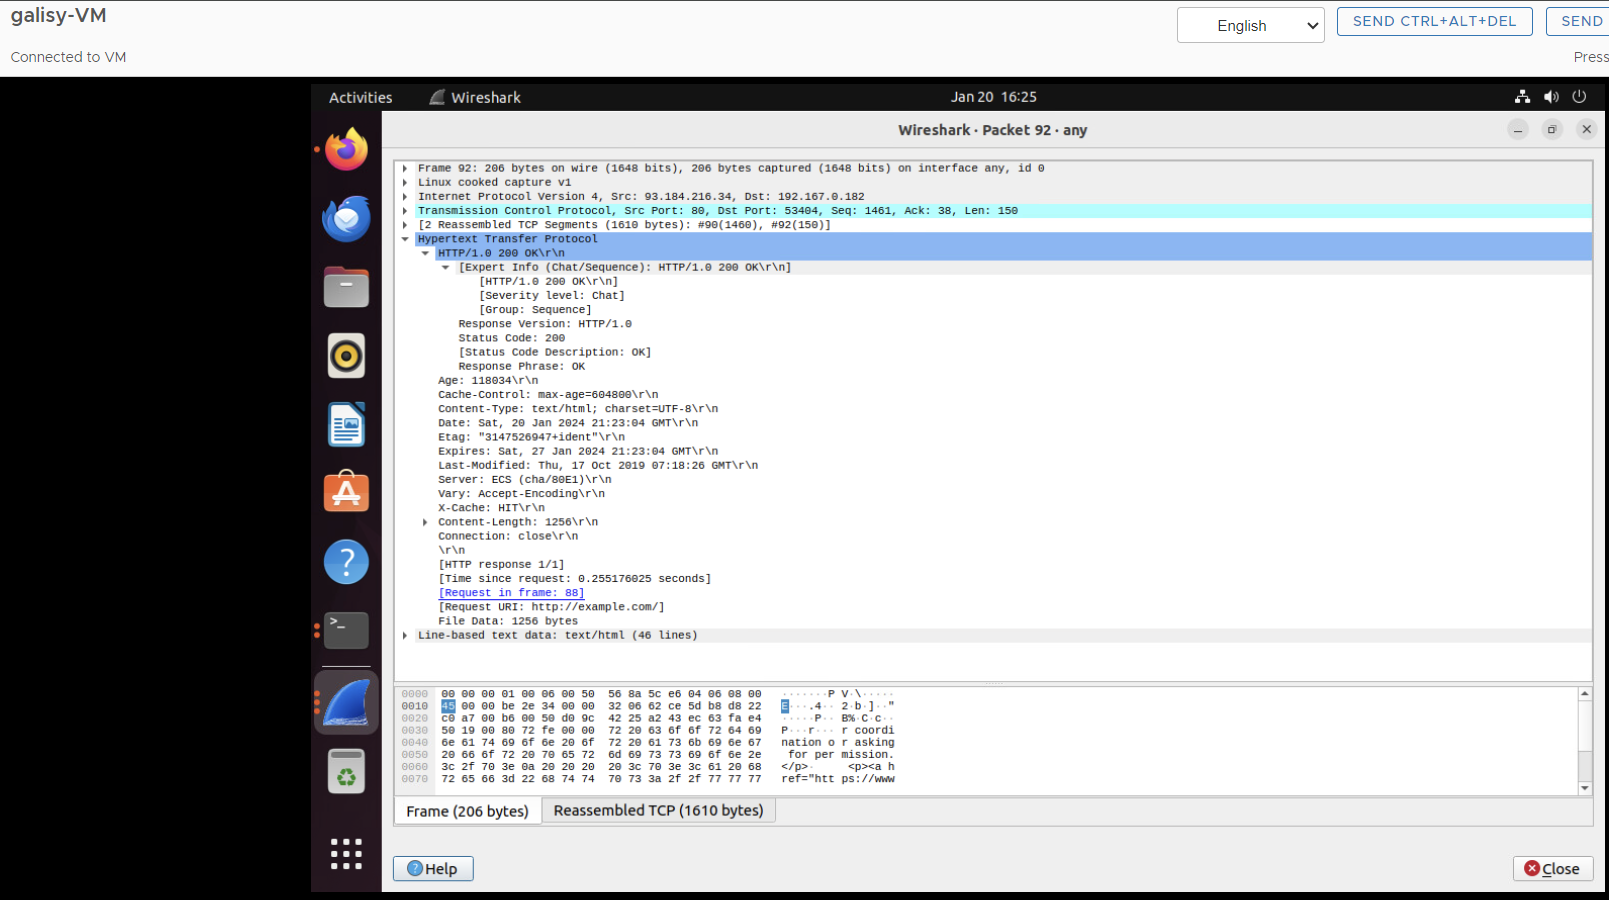 galisy-VM
English
SEND CTRL+ALT+DEL
SEND
Connected to VM
Press
Activities
Wireshark
Jan 20 16:25
Wireshark · Packet 92 · any
Frame 92: 206 bytes on wire (1648 bits), 206 bytes captured (1648 bits) on interface any, id 0
Linux cooked capture v1
Internet Protocol Version 4, Src: 93.184.216.34, Dst: 192.167.0.182
Transmission Control Protocol, Src Port: 80, Dst Port: 53404, Seq: 1461, Ack: 38, Len: 150
[2 Reassembled TCP Segments (1610 bytes): #90(1460), #92(150)]
Hypertext Transfer Protocol
HTTP/1.0 200 OK\r\n
[Expert Info (Chat/Sequence): HTTP/1.0 200 OK\r\n]
[HTTP/1.0 200 OK\r\n]
[Severity level: Chat]
[Group: Sequence]
Response Version: HTTP/1.0
Status Code: 200
[Status Code Description: OK]
Response Phrase: OK
Age: 118034\r\n
Cache-Control: max-age=604800\r\n
Content-Type: text/html; charset=UTF-8\r\n
Date: Sat, 20 Jan 2024 21:23:04 GMT\r\n
Etag: "3147526947+ident"\r\n
Expires: Sat, 27 Jan 2024 21:23:04 GMT\r\n
Last-Modified: Thu, 17 Oct 2019 07:18:26 GMT\r\n
Server: ECS (cha/80E1)\r\n
Vary: Accept-Encoding\r\n
X-Cache: HIT\r\n
Content-Length: 1256\r\n
Connection: close\r\n
\r\n
[HTTP response 1/1]
[Time since request: 0.255176025 seconds]
[Request in frame: 88]
[Request URI: http://example.com/]
File Data: 1256 bytes
Line-based text data: text/html (46 lines)
0000 00 00 00 01 00 06 00 50 56 8a 5c e6 04 06 08 00 ·······P V·\·····
0010 45 00 00 be 2e 34 00 00 32 06 62 ce 5d b8 d8 22 E···.4·· 2·b·]··"
0020 c0 a7 00 b6 00 50 d0 9c 42 25 a2 43 ec 63 fa e4 ·····P·· B%·C·c··
0030 50 19 00 80 72 fe 00 00 72 20 63 6f 6f 72 64 69 P···r··· r coordi
0040 6e 61 74 69 6f 6e 20 6f 72 20 61 73 6b 69 6e 67 nation o r asking
0050 20 66 6f 72 20 70 65 72 6d 69 73 73 69 6f 6e 2e for per mission.
0060 3c 2f 70 3e 0a 20 20 20 20 3c 70 3e 3c 61 20 68 </p>· <p><a h
0070 72 65 66 3d 22 68 74 74 70 73 3a 2f 2f 77 77 77 ref="htt ps://www
Frame (206 bytes)
Reassembled TCP (1610 bytes)
Help
Close